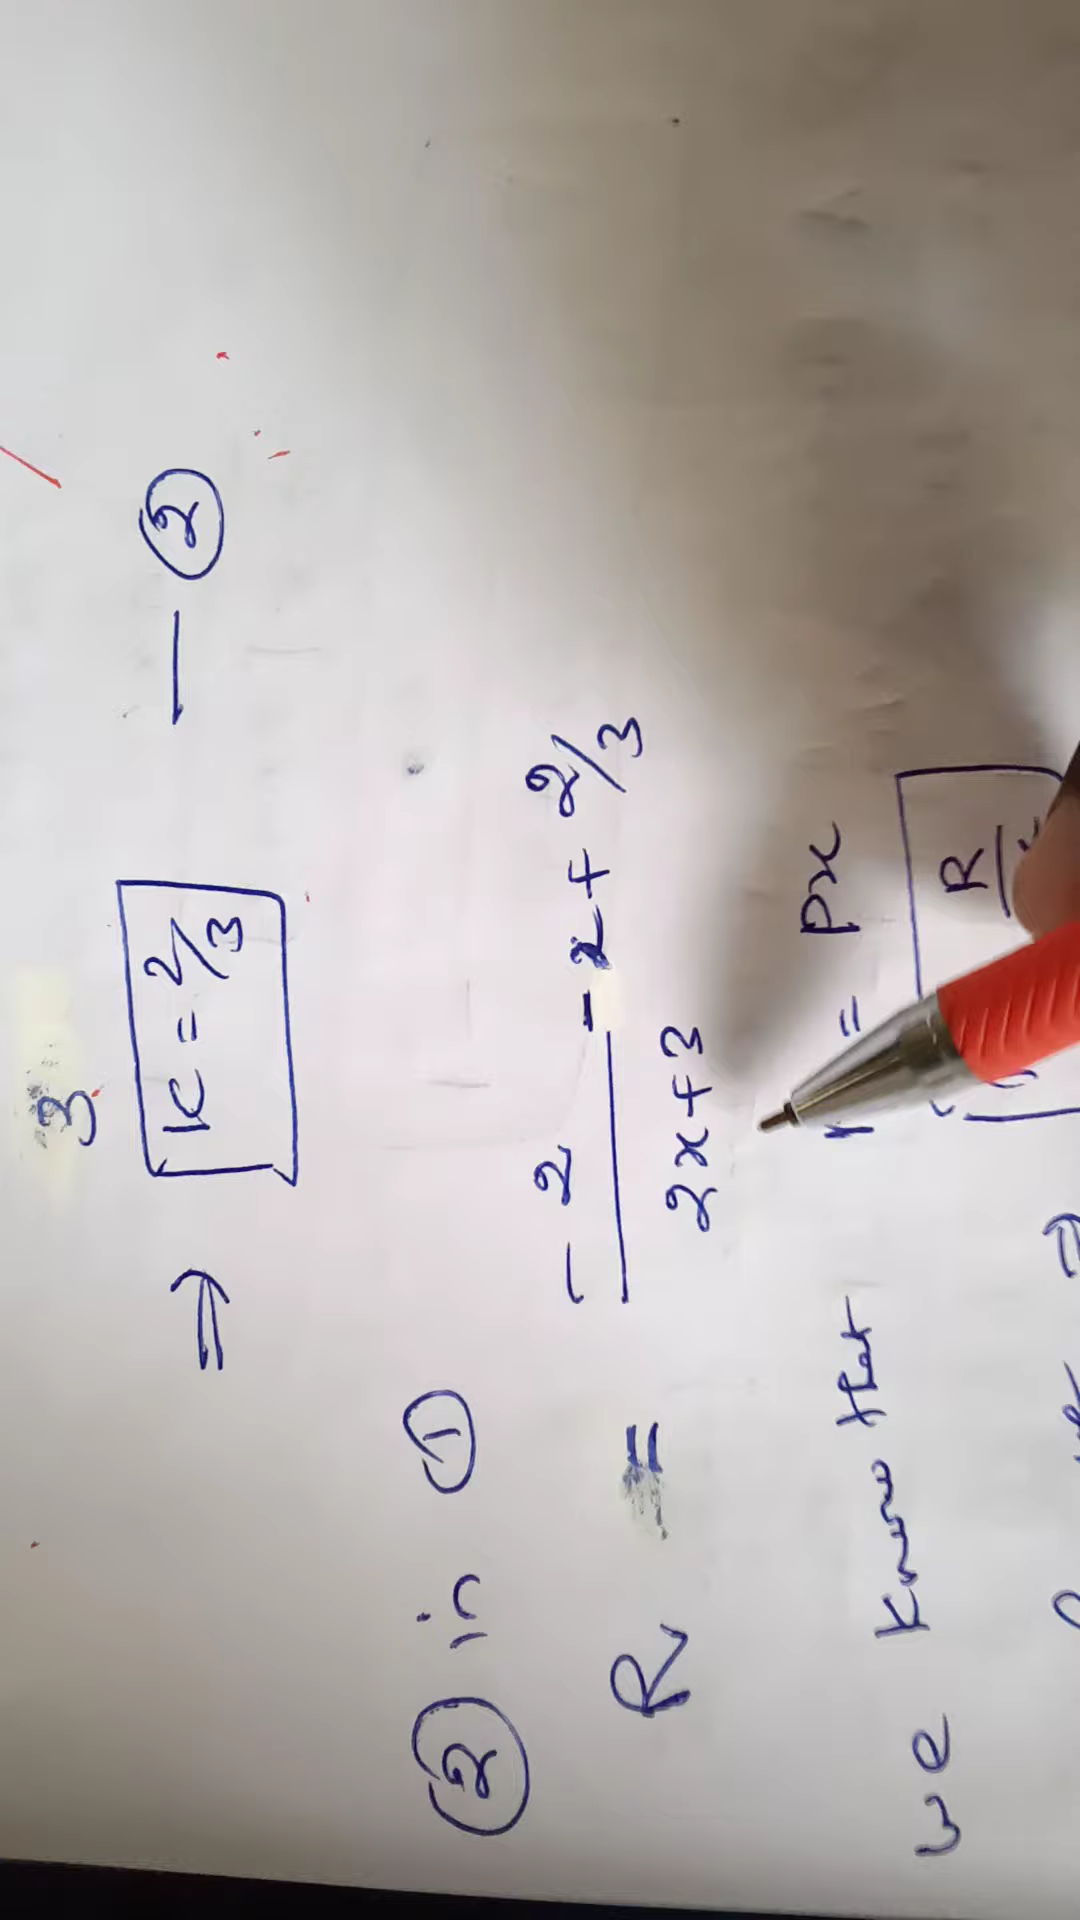 3
⇒ K = 2/3 — ②
② in ①
R = -2/(2x+3) - x + 2/3
we know that = px
R